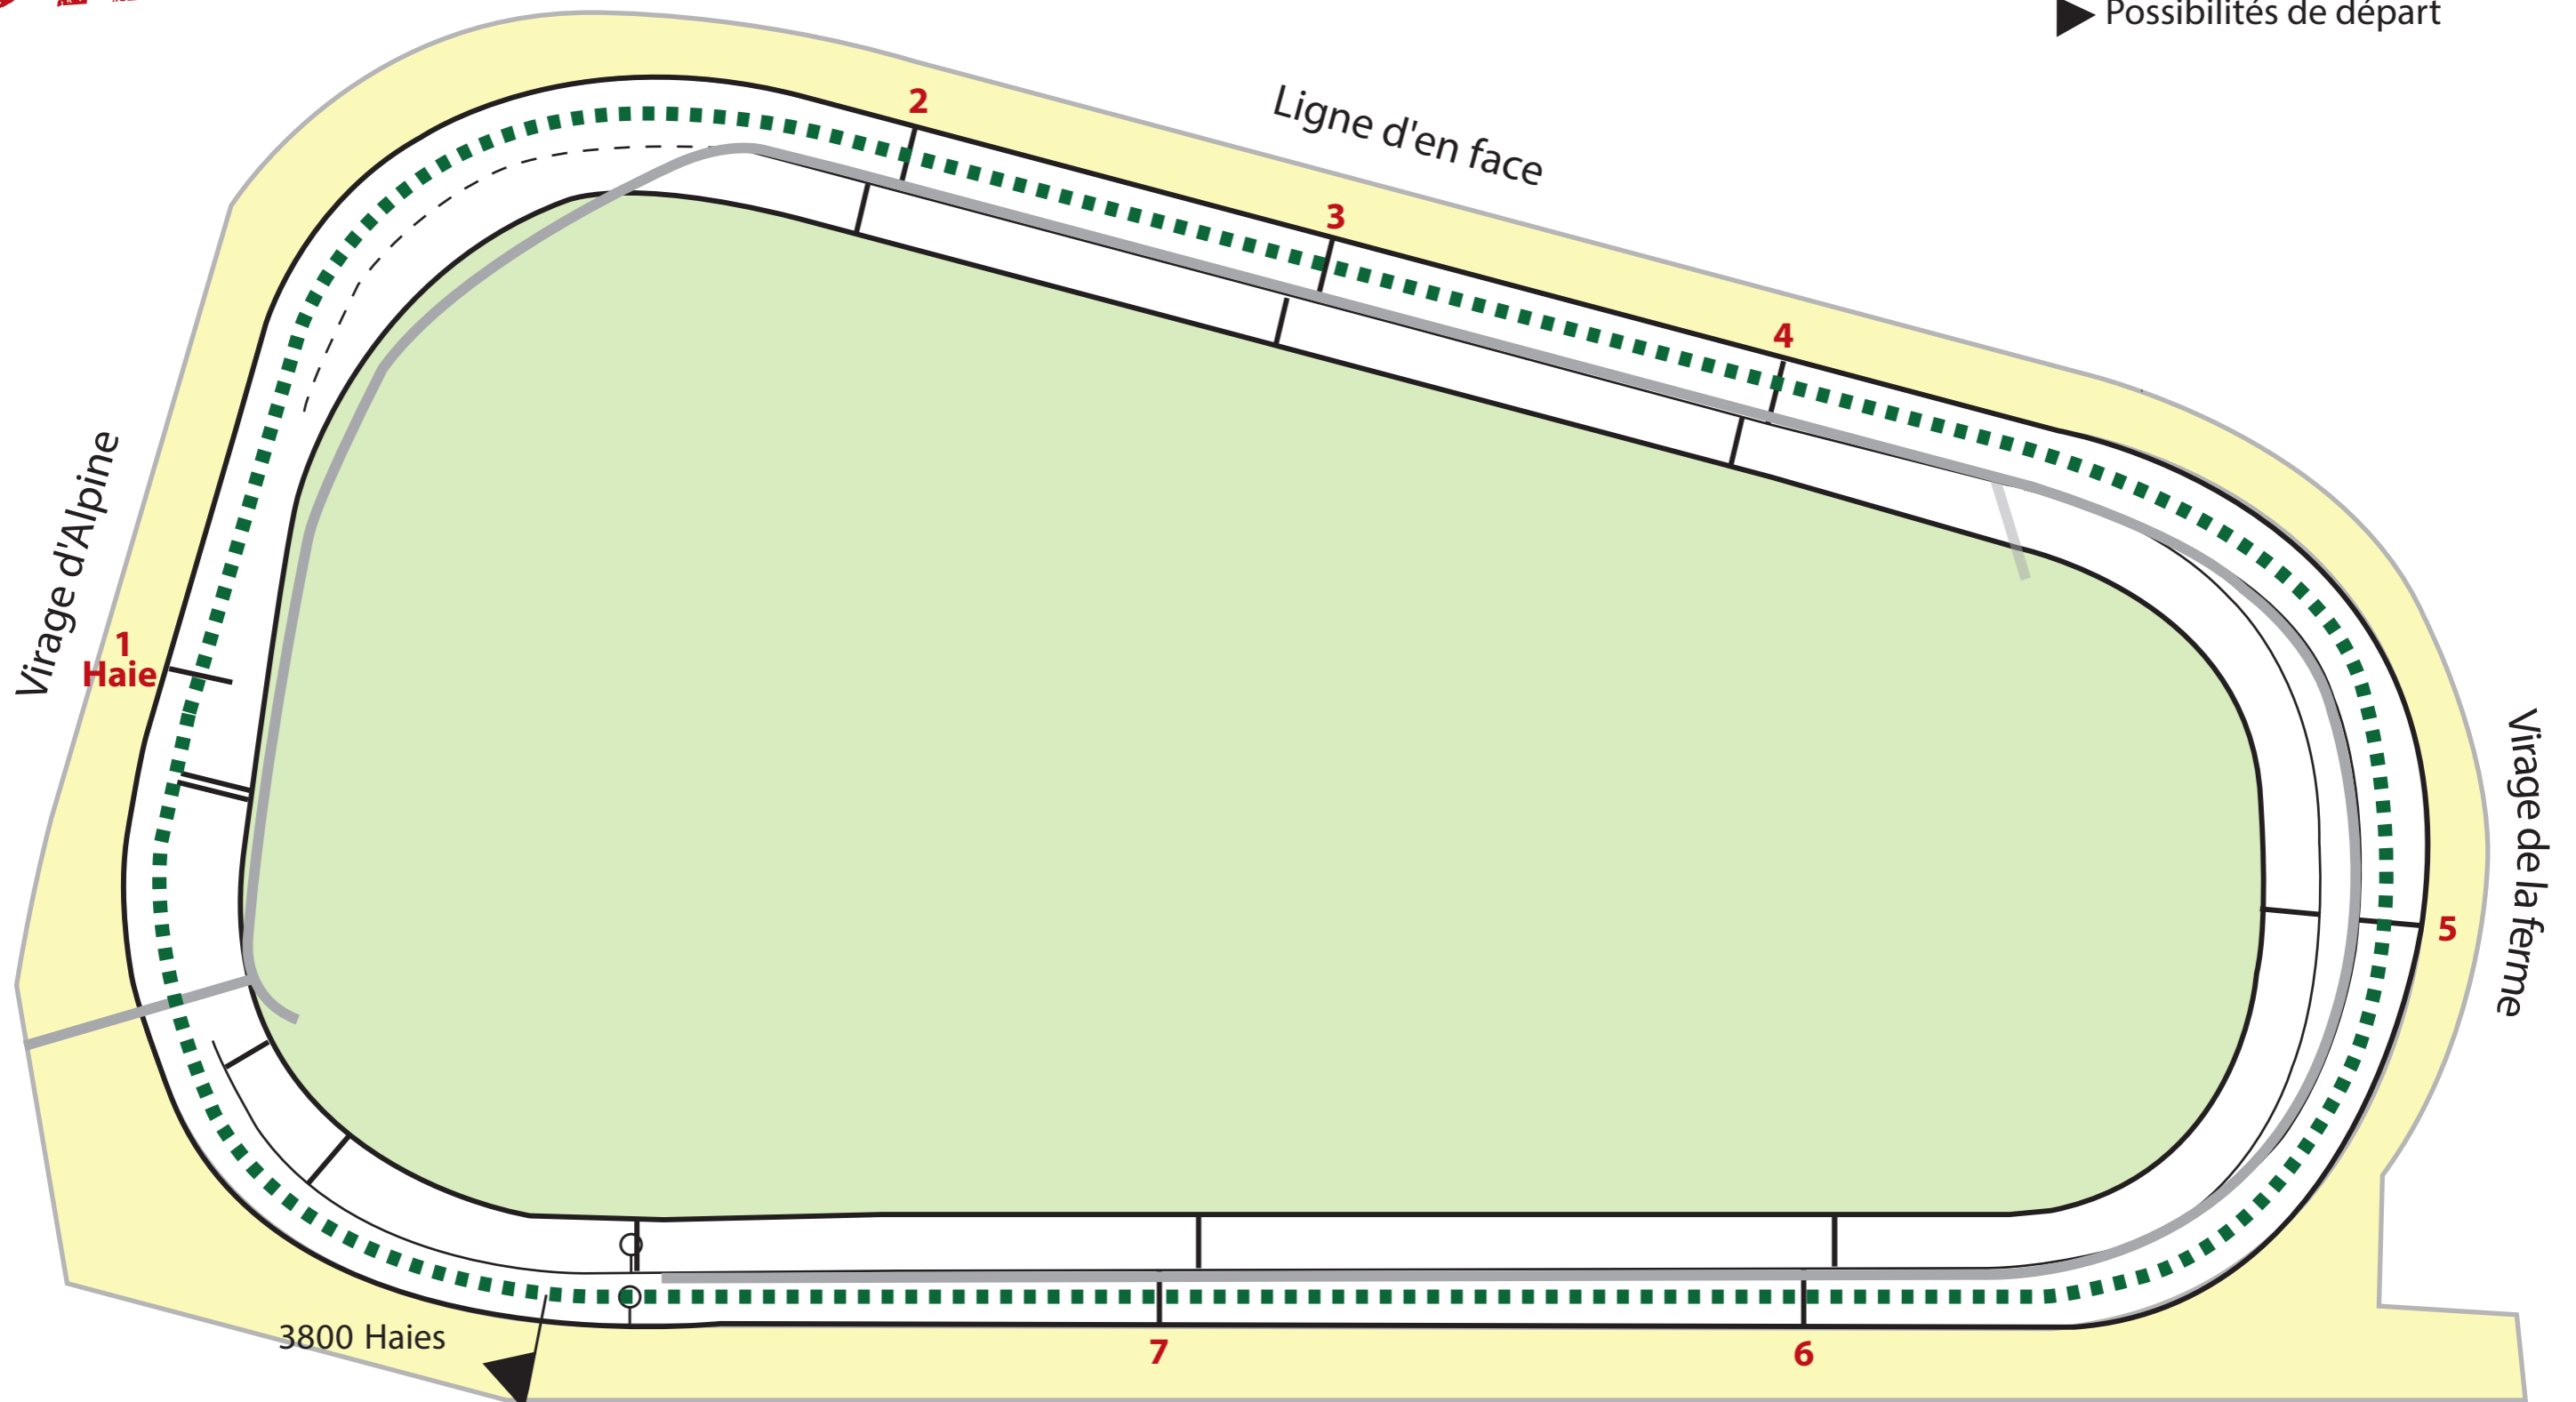 Possibilités de départ
2
Ligne d'en face
3
4
Virage d'Alpine
1
Haie
Virage de la ferme
5
3800 Haies
7
6